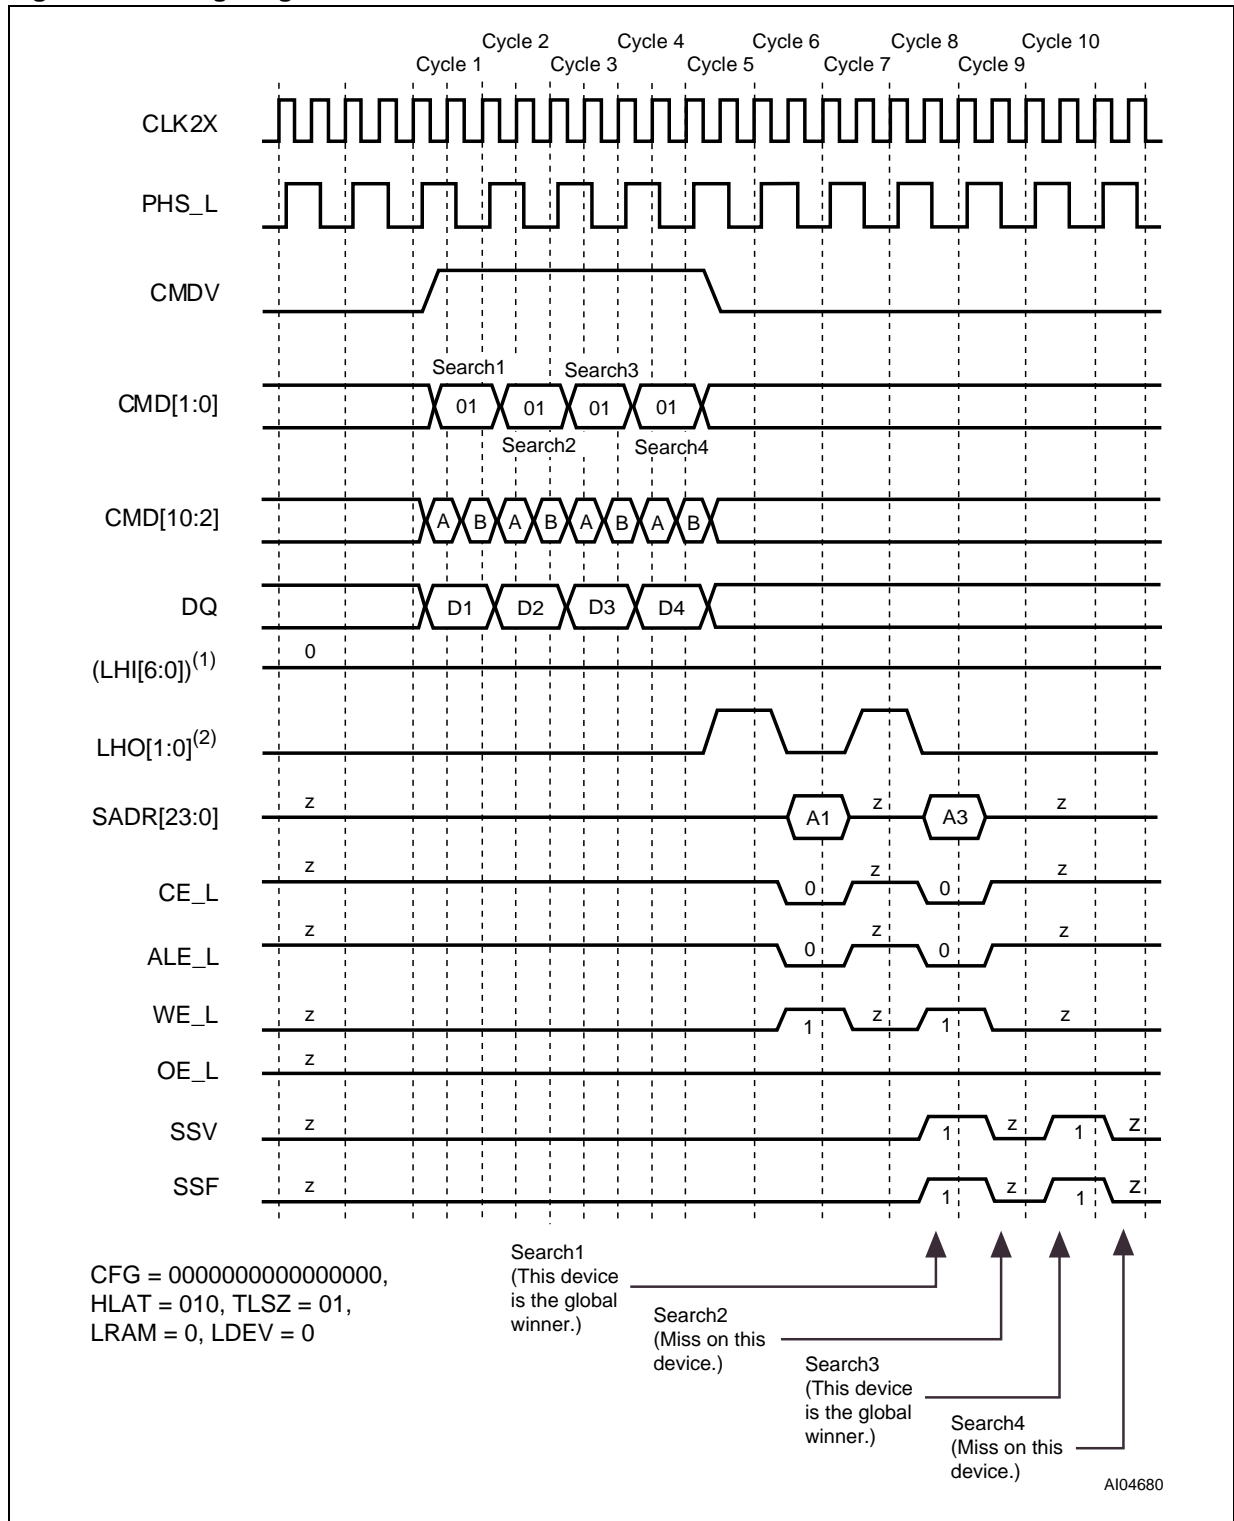 Cycle 2 Cycle 4 Cycle 6 Cycle 8 Cycle 10
Cycle 1 Cycle 3 Cycle 5 Cycle 7 Cycle 9
CLK2X
PHS_L
CMDV
Search1 Search3
CMD[1:0] 01 01 01 01
Search2 Search4
CMD[10:2] A B A B A B A B
DQ D1 D2 D3 D4
(LHI[6:0])(1) 0
LHO[1:0](2)
SADR[23:0] z A1 z A3 z
CE_L z 0 z 0 z
ALE_L z 0 z 0 z
WE_L z 1 z 1 z
OE_L z
SSV z 1 z 1 z
SSF z 1 z 1 z
CFG = 0000000000000000,
HLAT = 010, TLSZ = 01,
LRAM = 0, LDEV = 0
Search1
(This device
is the global
winner.)
Search2
(Miss on this
device.)
Search3
(This device
is the global
winner.)
Search4
(Miss on this
device.)
AI04680